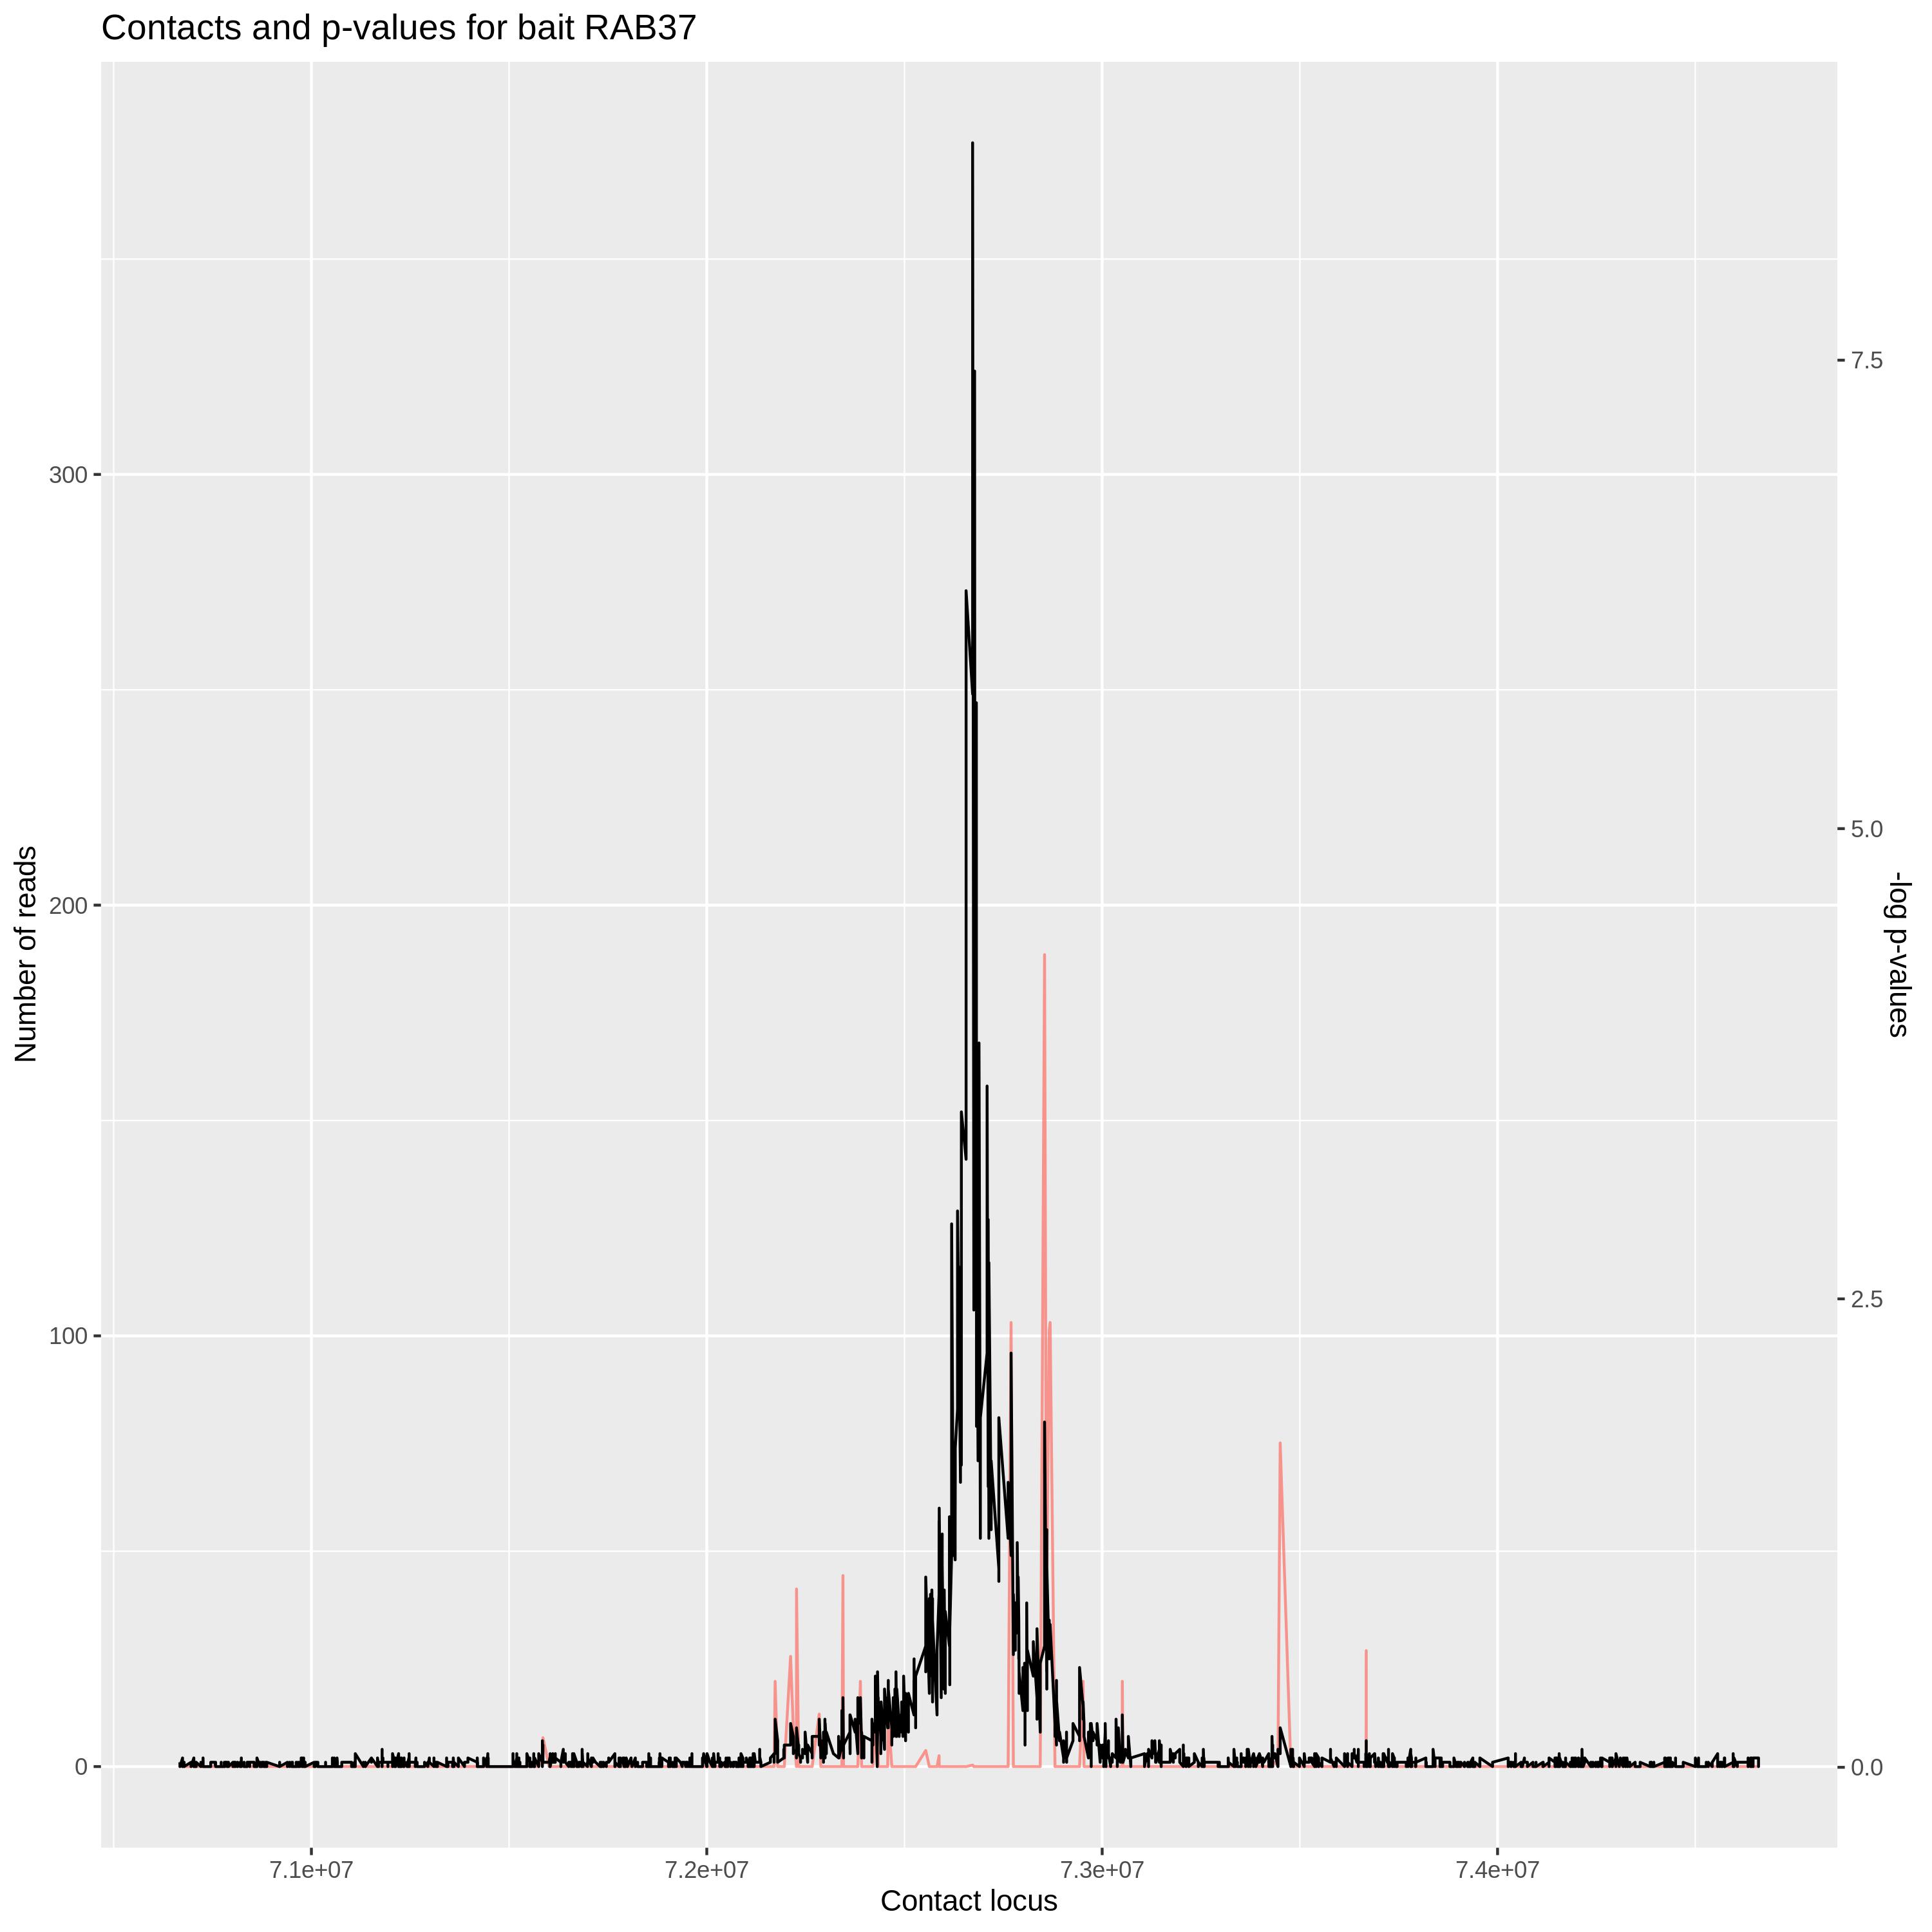 Contacts and p-values for bait RAB37
Number of reads
300
200
100
0
7.5
5.0
2.5
0.0
-log p-values
7.1e+07
7.2e+07
7.3e+07
7.4e+07
Contact locus